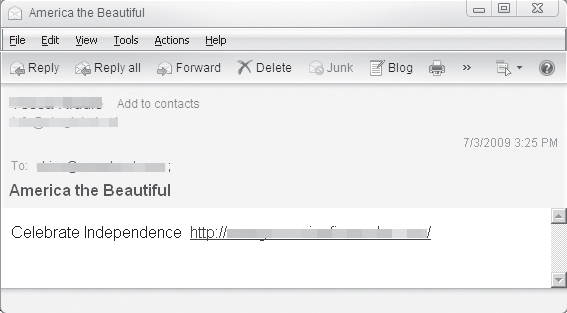 America the Beautiful
File Edit View Tools Actions Help
Reply Reply all Forward Delete Junk Blog »
Add to contacts
7/3/2009 3:25 PM
To: ;
America the Beautiful
Celebrate Independence http:// /